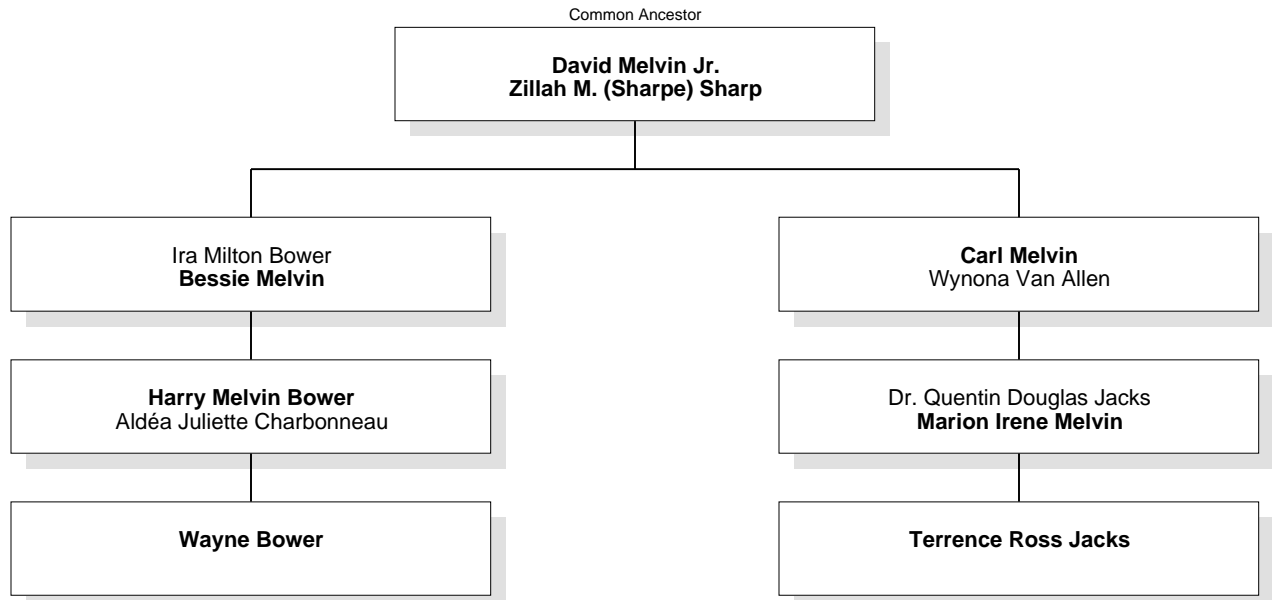 Common Ancestor
David Melvin Jr.
Zillah M. (Sharpe) Sharp
Ira Milton Bower
Bessie Melvin
Carl Melvin
Wynona Van Allen
Harry Melvin Bower
Aldéa Juliette Charbonneau
Dr. Quentin Douglas Jacks
Marion Irene Melvin
Wayne Bower
Terrence Ross Jacks